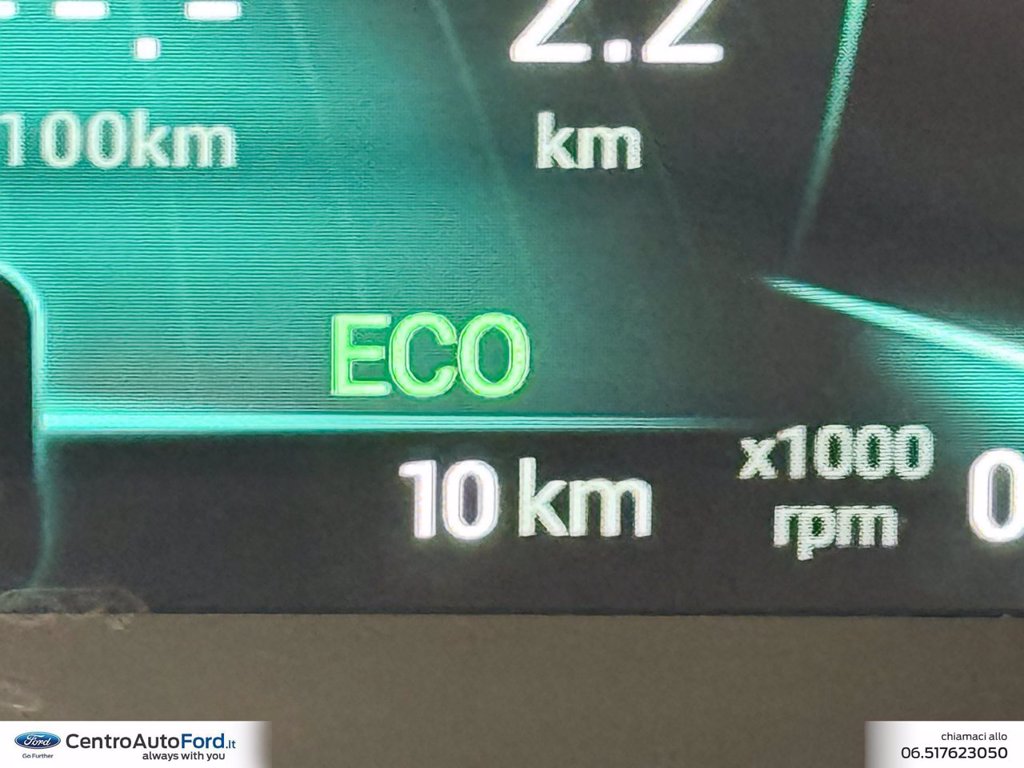 --.-
2.2
100km
km
ECO
10 km
x1000
rpm
0
Ford
Go Further
CentroAutoFord.it
always with you
chiamaci allo
06.517623050